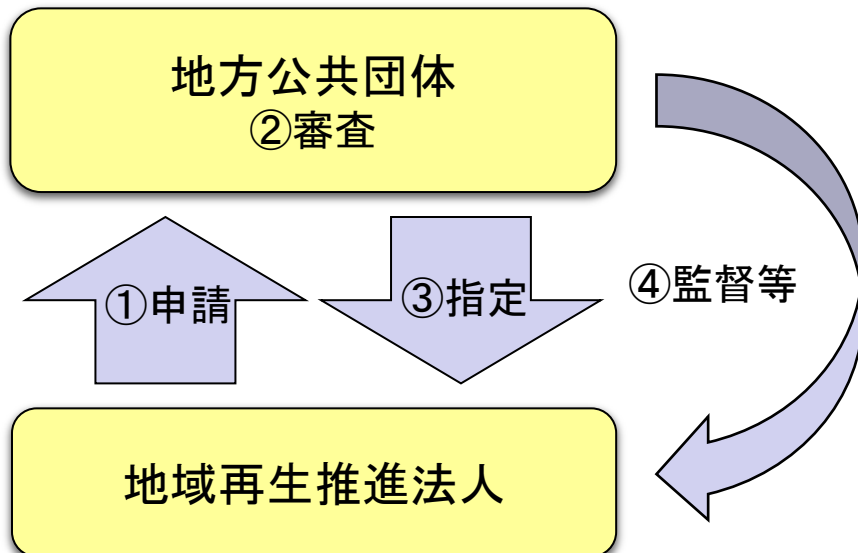 地方公共団体
②審査
①申請
③指定
④監督等
地域再生推進法人